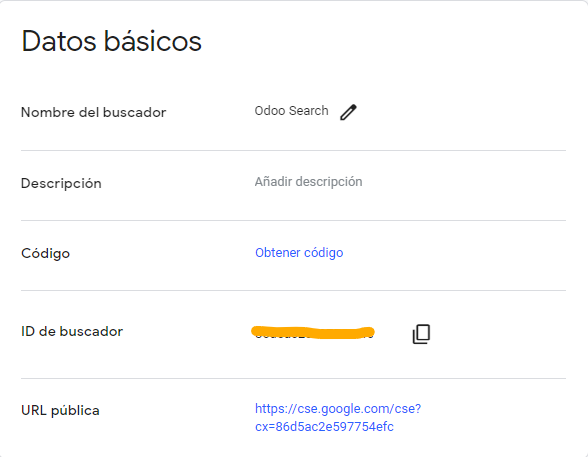 Datos básicos
Nombre del buscador
Odoo Search
Descripción
Añadir descripción
Código
Obtener código
ID de buscador
URL pública
https://cse.google.com/cse?
cx=86d5ac2e597754efc